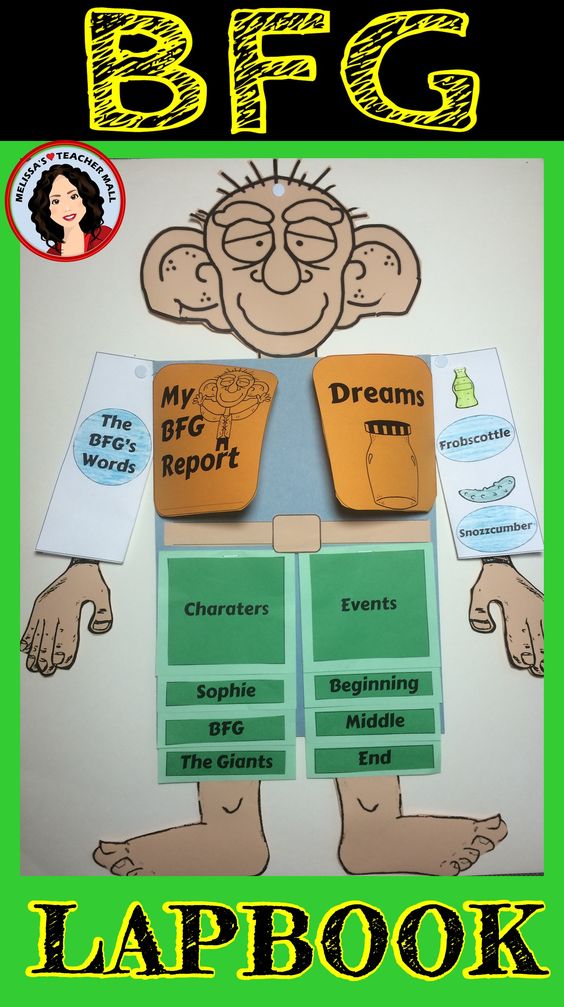 BFG
MELISSA'S TEACHER MALL
My
BFG
Report
Dreams
The
BFG's
Words
Frobscottle
Snozzcumber
Charaters
Events
Sophie
Beginning
BFG
Middle
The Giants
End
LAPBOOK